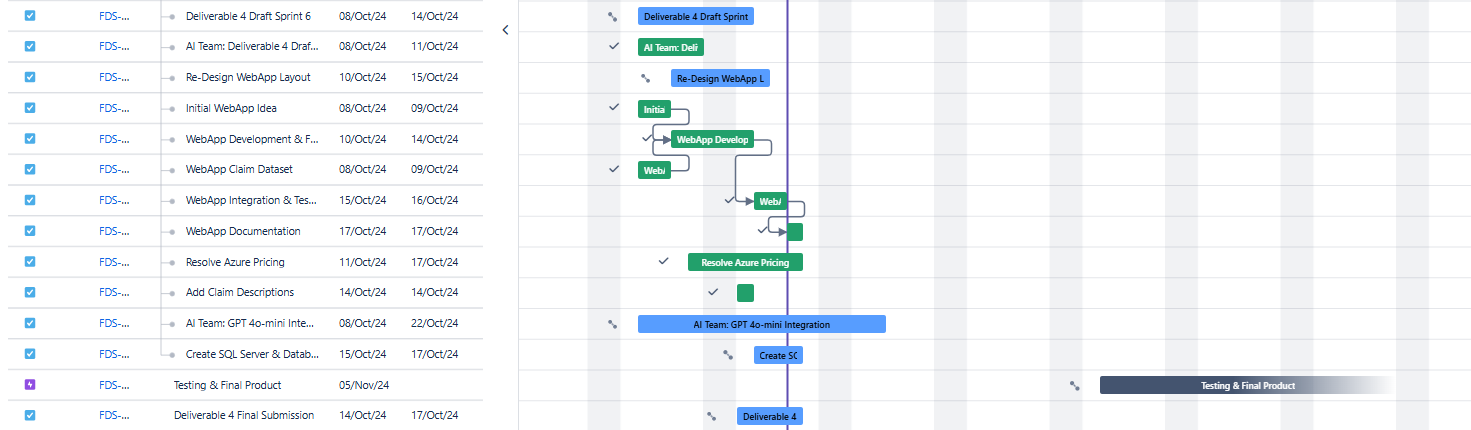 FDS-... Deliverable 4 Draft Sprint 6 08/Oct/24 14/Oct/24 Deliverable 4 Draft Sprint
FDS-... AI Team: Deliverable 4 Draf... 08/Oct/24 11/Oct/24 AI Team: Deli
FDS-... Re-Design WebApp Layout 10/Oct/24 15/Oct/24 Re-Design WebApp L
FDS-... Initial WebApp Idea 08/Oct/24 09/Oct/24 Initia
FDS-... WebApp Development & F... 10/Oct/24 14/Oct/24 WebApp Develop
FDS-... WebApp Claim Dataset 08/Oct/24 09/Oct/24 WebA
FDS-... WebApp Integration & Tes... 15/Oct/24 16/Oct/24 WebA
FDS-... WebApp Documentation 17/Oct/24 17/Oct/24
FDS-... Resolve Azure Pricing 11/Oct/24 17/Oct/24 Resolve Azure Pricing
FDS-... Add Claim Descriptions 14/Oct/24 14/Oct/24
FDS-... AI Team: GPT 4o-mini Inte... 08/Oct/24 22/Oct/24 AI Team: GPT 4o-mini Integration
FDS-... Create SQL Server & Datab... 15/Oct/24 17/Oct/24 Create SQ
FDS-... Testing & Final Product 05/Nov/24 Testing & Final Product
FDS-... Deliverable 4 Final Submission 14/Oct/24 17/Oct/24 Deliverable 4